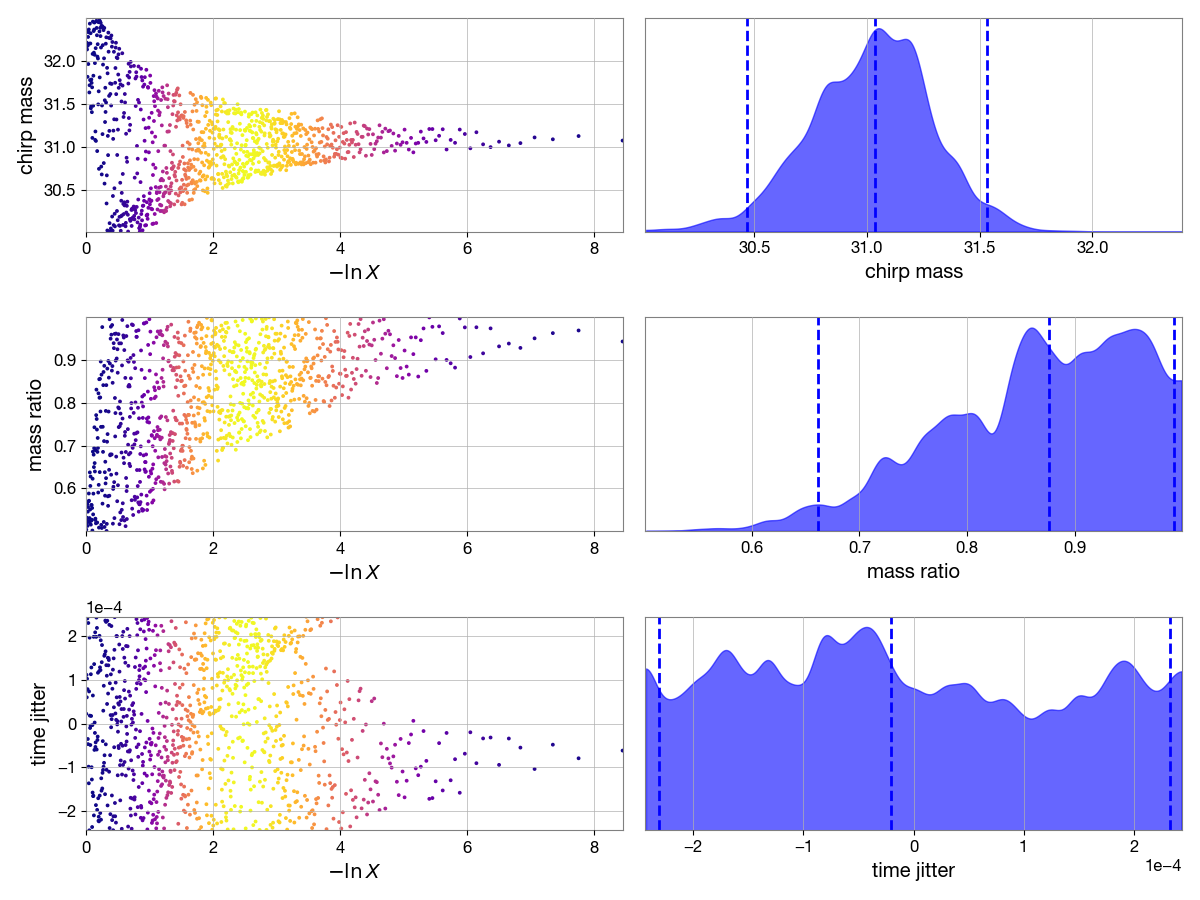 32.0
31.5
31.0
30.5
chirp mass
0 2 4 6 8
−ln X
30.5 31.0 31.5 32.0
chirp mass
0.9
0.8
0.7
0.6
mass ratio
0 2 4 6 8
−ln X
0.6 0.7 0.8 0.9
mass ratio
1e−4
2
1
0
−1
−2
time jitter
0 2 4 6 8
−ln X
−2 −1 0 1 2
1e−4
time jitter